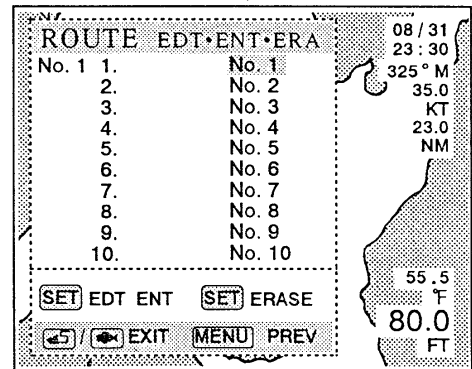 ROUTE EDT•ENT•ERA
No. 1 1. No. 1
2. No. 2
3. No. 3
4. No. 4
5. No. 5
6. No. 6
7. No. 7
8. No. 8
9. No. 9
10. No. 10
SET EDT ENT SET ERASE
/ EXIT MENU PREV
08 / 31
23 : 30
325° M
35.0
KT
23.0
NM
55 .5
°F
80.0
FT